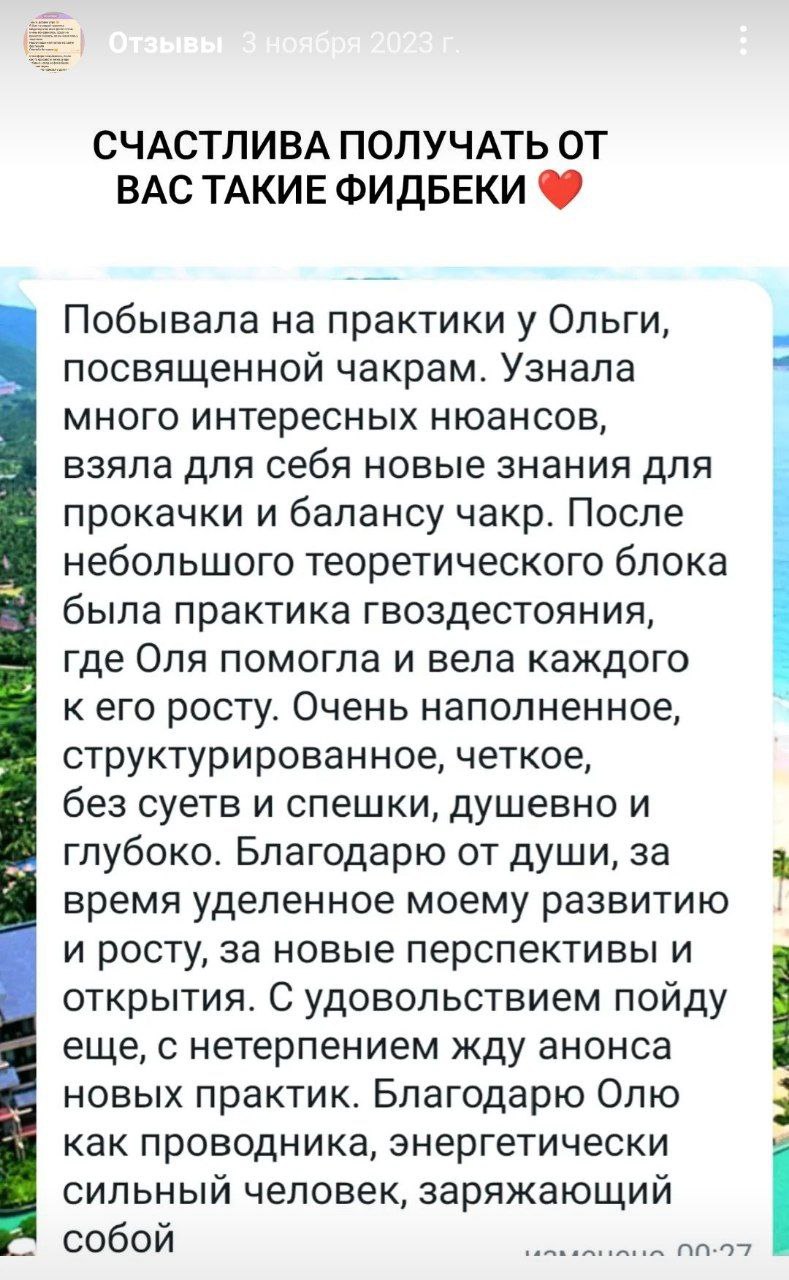 Отзывы 3 ноября 2023 г.
СЧАСТЛИВА ПОЛУЧАТЬ ОТ
ВАС ТАКИЕ ФИДБЕКИ ❤️
Побывала на практики у Ольги,
посвященной чакрам. Узнала
много интересных нюансов,
взяла для себя новые знания для
прокачки и балансу чакр. После
небольшого теоретического блока
была практика гвоздестояния,
где Оля помогла и вела каждого
к его росту. Очень наполненное,
структурированное, четкое,
без суетв и спешки, душевно и
глубоко. Благодарю от души, за
время уделенное моему развитию
и росту, за новые перспективы и
открытия. С удовольствием пойду
еще, с нетерпением жду анонса
новых практик. Благодарю Олю
как проводника, энергетически
сильный человек, заряжающий
собой
изменено 00:27